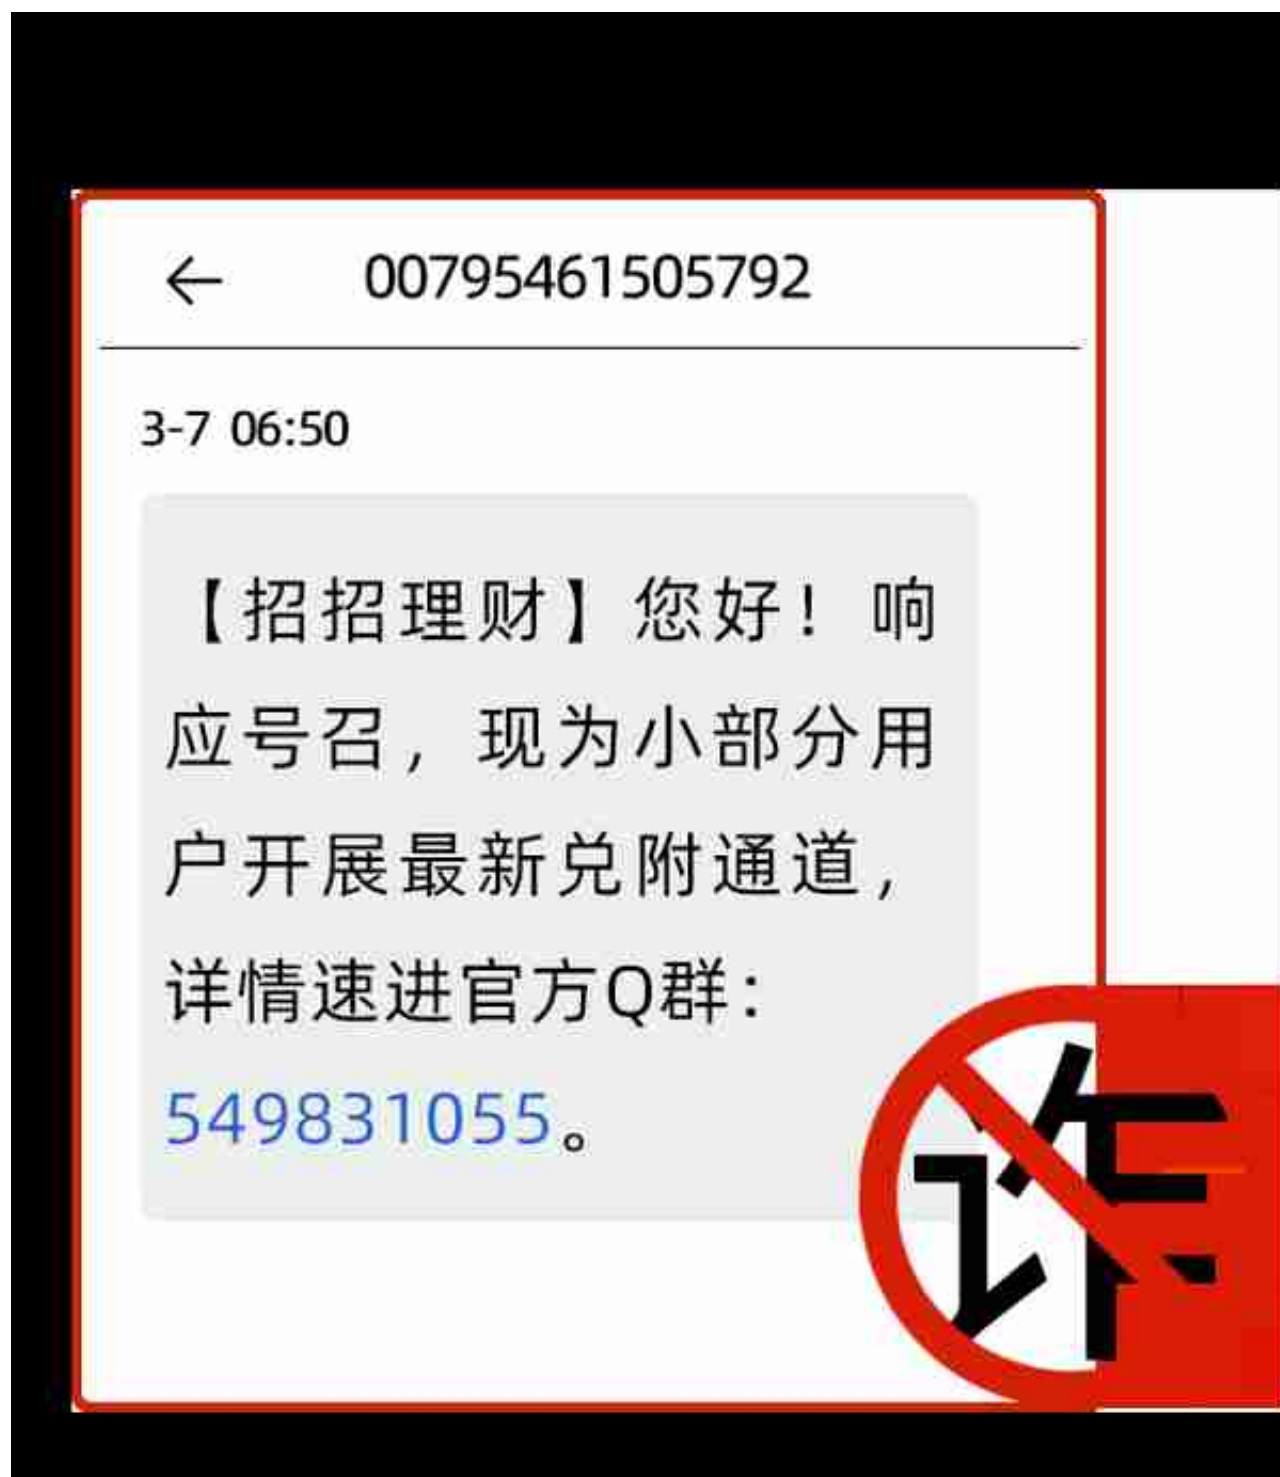 00795461505792
3-7 06:50
【招招理财】您好！响
应号召，现为小部分用
户开展最新兑附通道，
详情速进官方Q群：
549831055。
诈